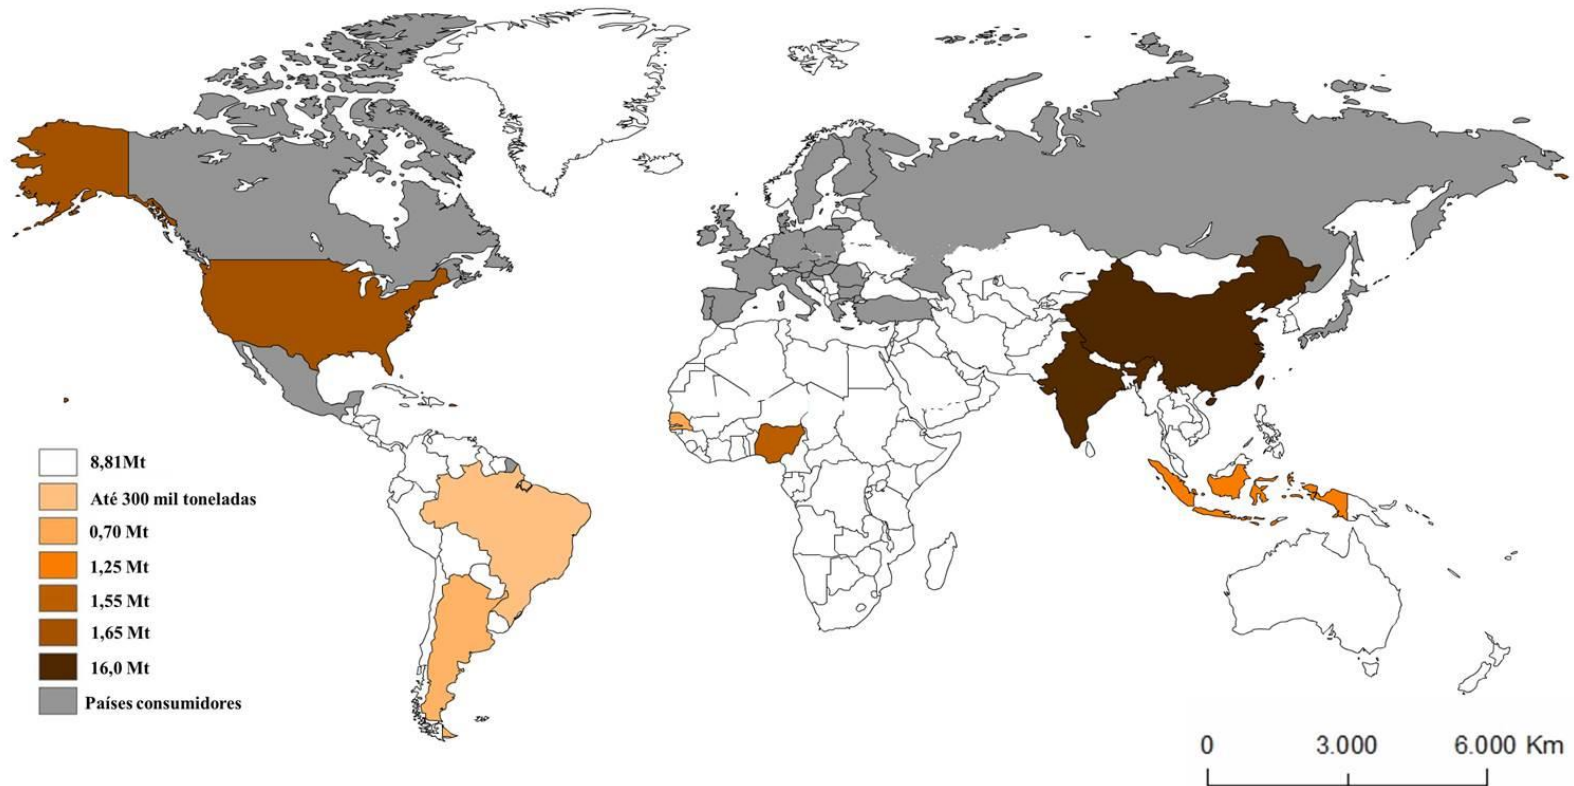 8,81Mt
Até 300 mil toneladas
0,70 Mt
1,25 Mt
1,55 Mt
1,65 Mt
16,0 Mt
Países consumidores
0 3.000 6.000 Km